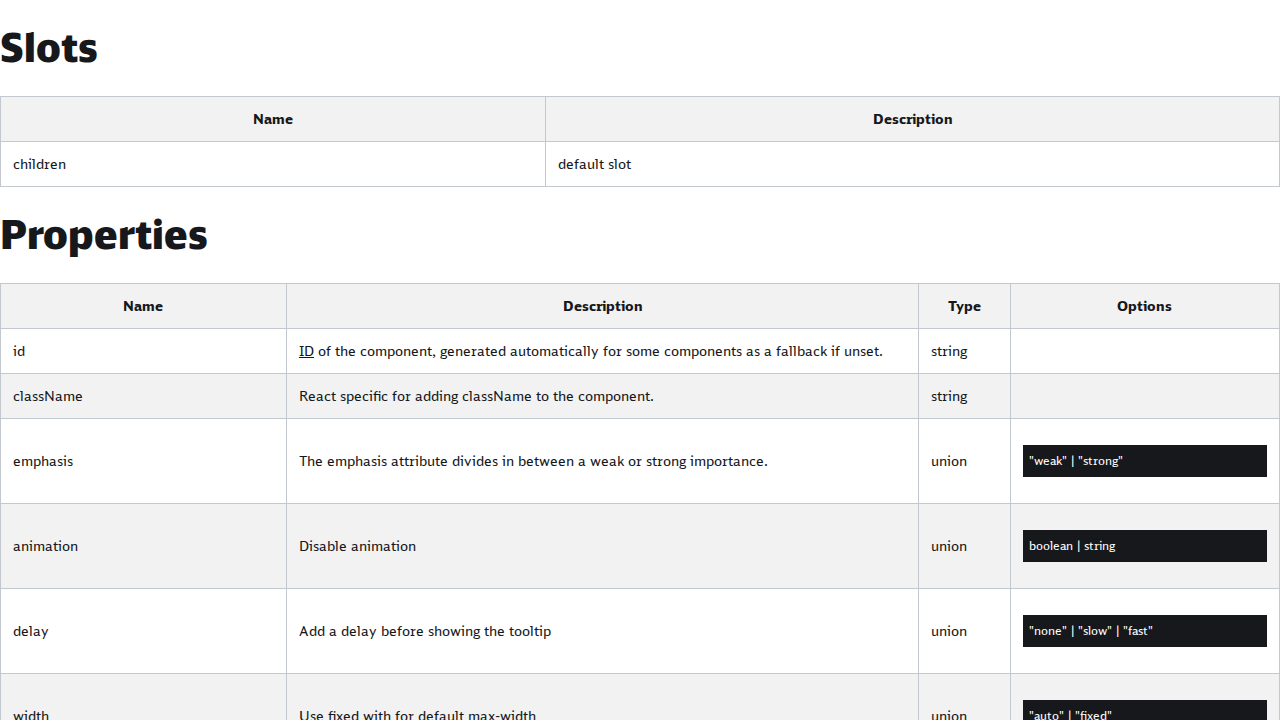 Slots
Name Description
children default slot
Properties
Name Description Type Options
id ID of the component, generated automatically for some components as a fallback if unset. string
className React specific for adding className to the component. string
emphasis The emphasis attribute divides in between a weak or strong importance. union "weak" | "strong"
animation Disable animation union boolean | string
delay Add a delay before showing the tooltip union "none" | "slow" | "fast"
width Use fixed with for default max-width union "auto" | "fixed"